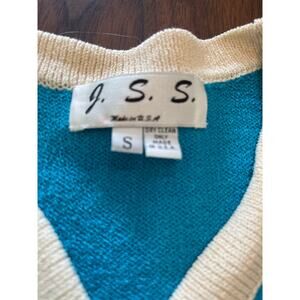 J. S. S.
Made in U.S.A
S
DRY CLEAN
ONLY
MADE
IN U.S.A.